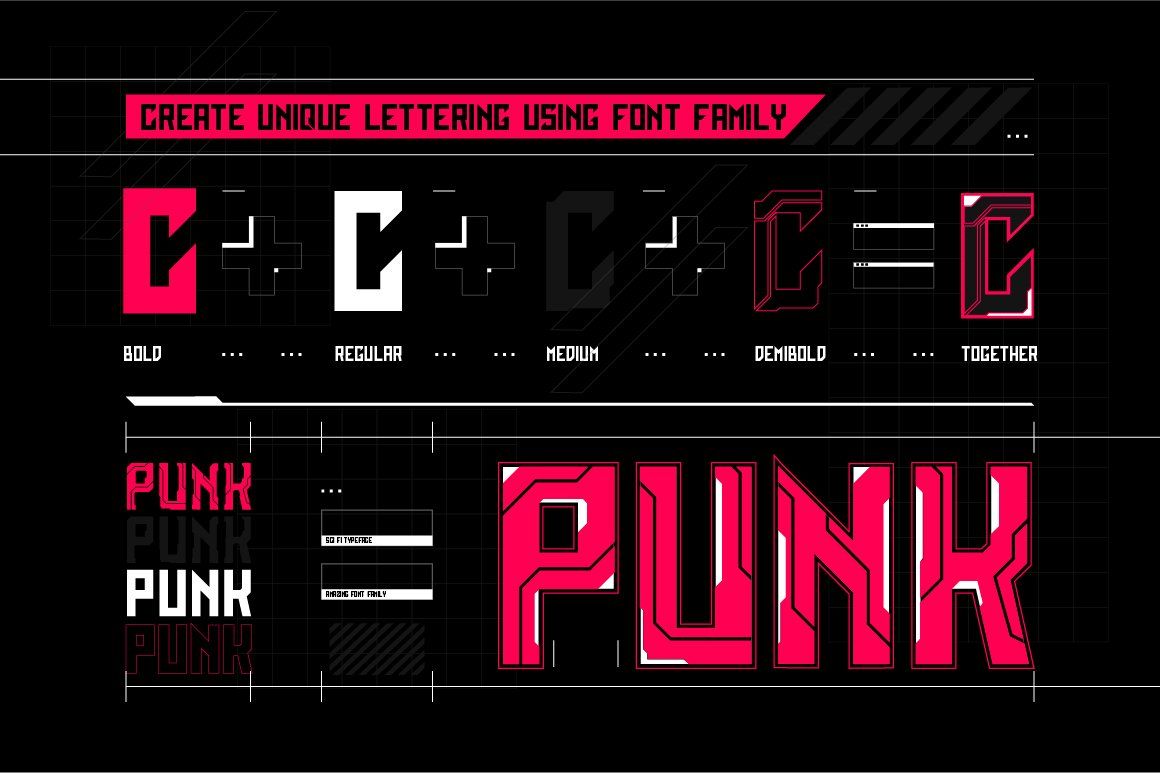 CREATE UNIQUE LETTERING USING FONT FAMILY
C + C + C + C = C
BOLD ... ... REGULAR ... ... MEDIUM ... ... DEMIBOLD ... ... TOGETHER
PUNK
PUNK
PUNK
PUNK
SCI FI TYPEFACE
AMAZING FONT FAMILY
PUNK